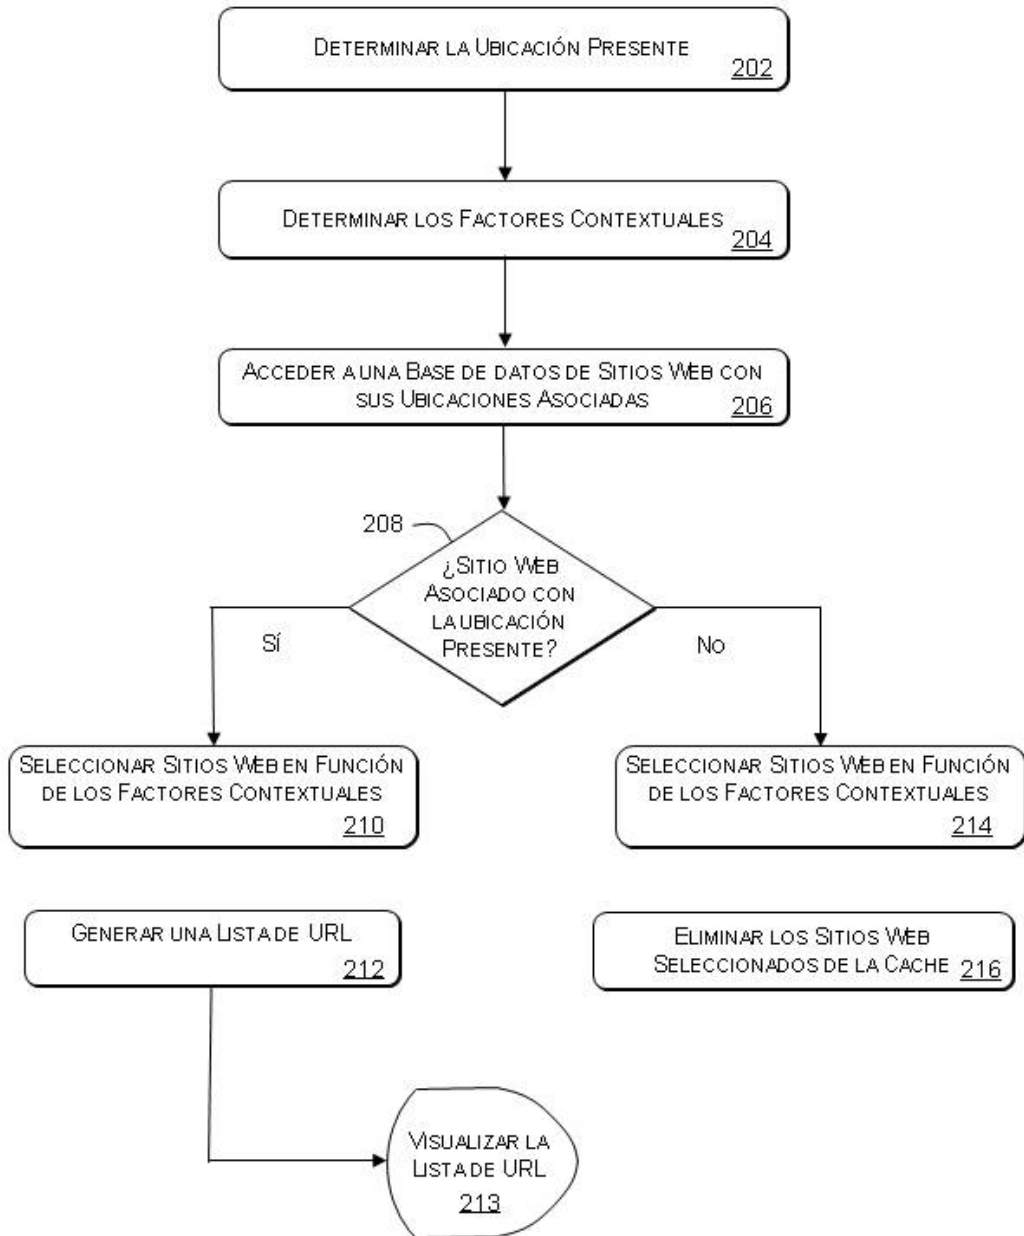 DETERMINAR LA UBICACIÓN PRESENTE
202
DETERMINAR LOS FACTORES CONTEXTUALES
204
ACCEDER A UNA BASE DE DATOS DE SITIOS WEB CON
SUS UBICACIONES ASOCIADAS
206
208
¿SITIO WEB
ASOCIADO CON
LA UBICACIÓN
PRESENTE?
SÍ
No
SELECCIONAR SITIOS WEB EN FUNCIÓN
DE LOS FACTORES CONTEXTUALES
210
SELECCIONAR SITIOS WEB EN FUNCIÓN
DE LOS FACTORES CONTEXTUALES
214
GENERAR UNA LISTA DE URL
212
ELIMINAR LOS SITIOS WEB
SELECCIONADOS DE LA CACHE 216
VISUALIZAR LA
LISTA DE URL
213